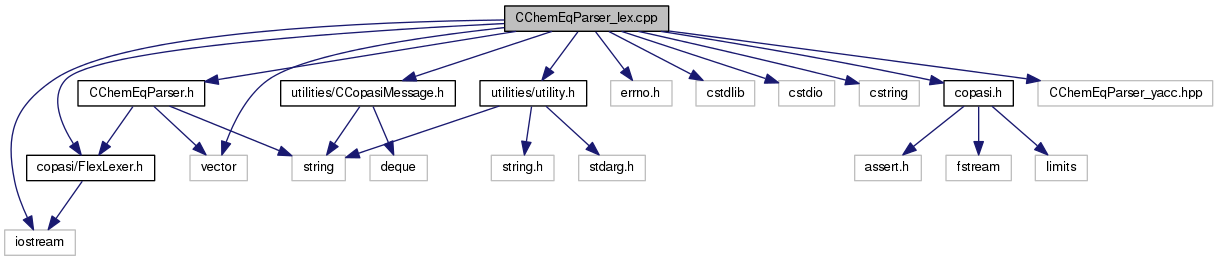 CChemEqParser_lex.cpp
CChemEqParser.h
utilities/CCopasiMessage.h
utilities/utility.h
errno.h
cstdlib
cstdio
cstring
copasi.h
CChemEqParser_yacc.hpp
copasi/FlexLexer.h
vector
string
deque
string.h
stdarg.h
assert.h
fstream
limits
iostream